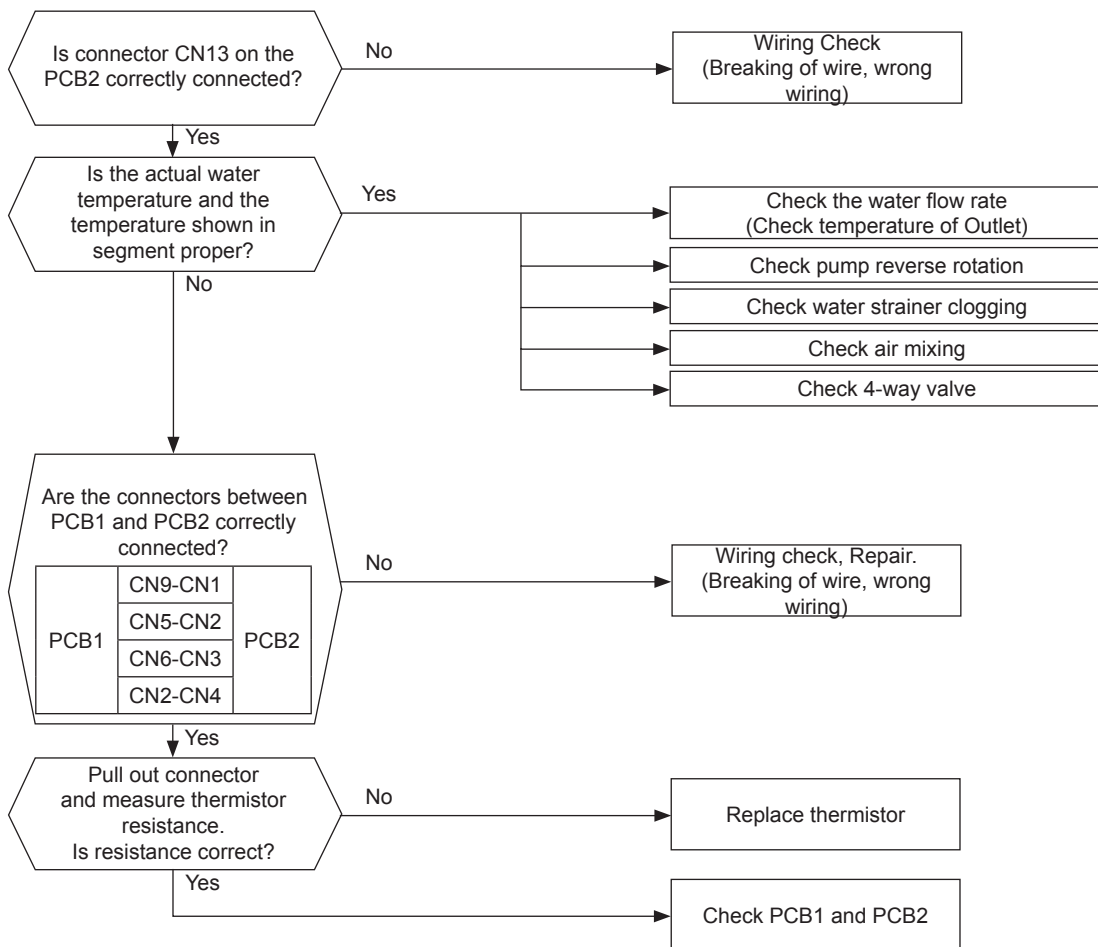 Is connector CN13 on the
PCB2 correctly connected?
No
Wiring Check
(Breaking of wire, wrong
wiring)
Yes
Is the actual water
temperature and the
temperature shown in
segment proper?
Yes
Check the water flow rate
(Check temperature of Outlet)
Check pump reverse rotation
Check water strainer clogging
Check air mixing
Check 4-way valve
No
Are the connectors between
PCB1 and PCB2 correctly
connected?
PCB1
CN9-CN1
CN5-CN2
CN6-CN3
CN2-CN4
PCB2
No
Wiring check, Repair.
(Breaking of wire, wrong
wiring)
Yes
Pull out connector
and measure thermistor
resistance.
Is resistance correct?
No
Replace thermistor
Yes
Check PCB1 and PCB2